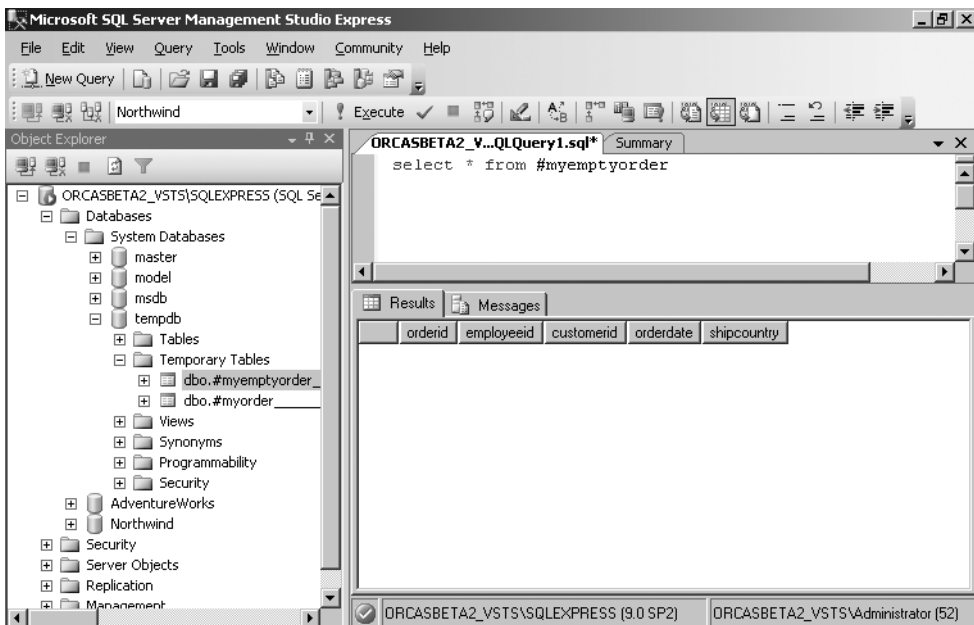 Microsoft SQL Server Management Studio Express
File Edit View Query Tools Window Community Help
New Query
Northwind Execute
Object Explorer
ORCASBETA2_VSTS\SQLEXPRESS (SQL Se
Databases
System Databases
master
model
msdb
tempdb
Tables
Temporary Tables
dbo.#myemptyorder_
dbo.#myorder______
Views
Synonyms
Programmability
Security
AdventureWorks
Northwind
Security
Server Objects
Replication
Management
ORCASBETA2_V...QLQuery1.sql* Summary
select * from #myemptyorder
Results Messages
orderid employeeid customerid orderdate shipcountry
ORCASBETA2_VSTS\SQLEXPRESS (9.0 SP2) ORCASBETA2_VSTS\Administrator (52)